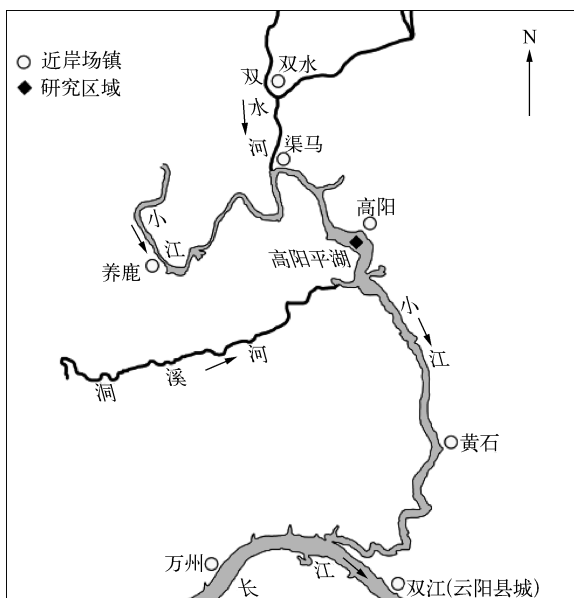 近岸场镇
研究区域
N
双水
双水河
渠马
高阳
小江
养鹿
高阳平湖
小江
洞溪河
黄石
万州
长江
双江(云阳县城)